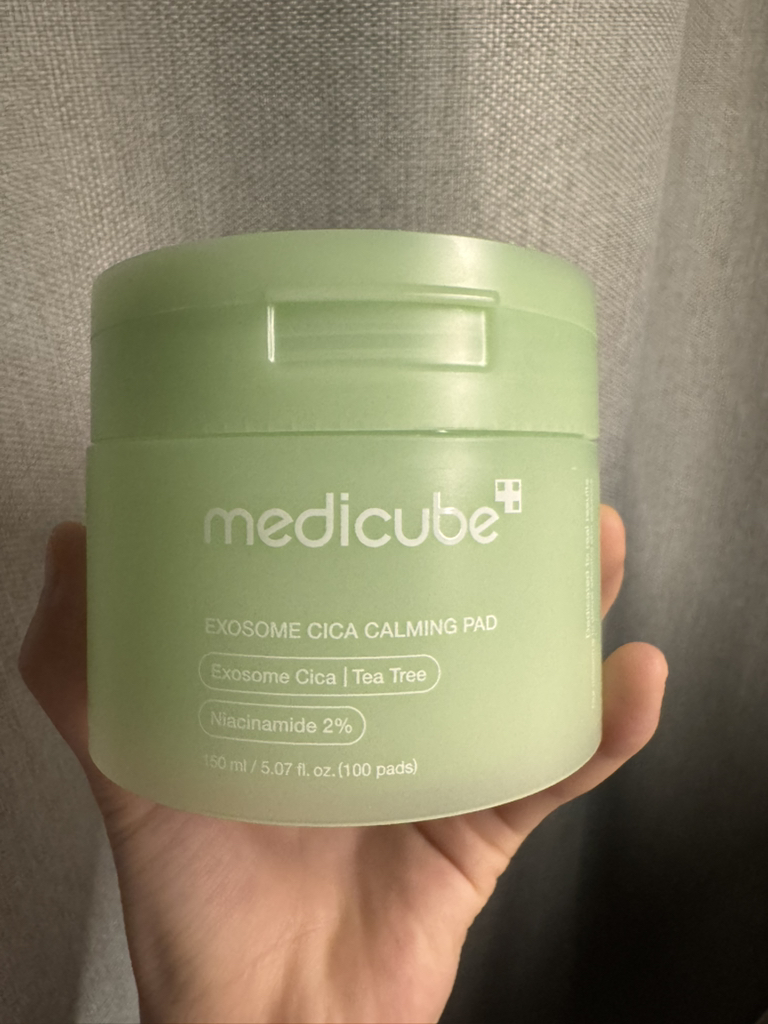 medicube
EXOSOME CICA CALMING PAD
Exosome Cica | Tea Tree
Niacinamide 2%
150 ml / 5.07 fl. oz. (100 pads)